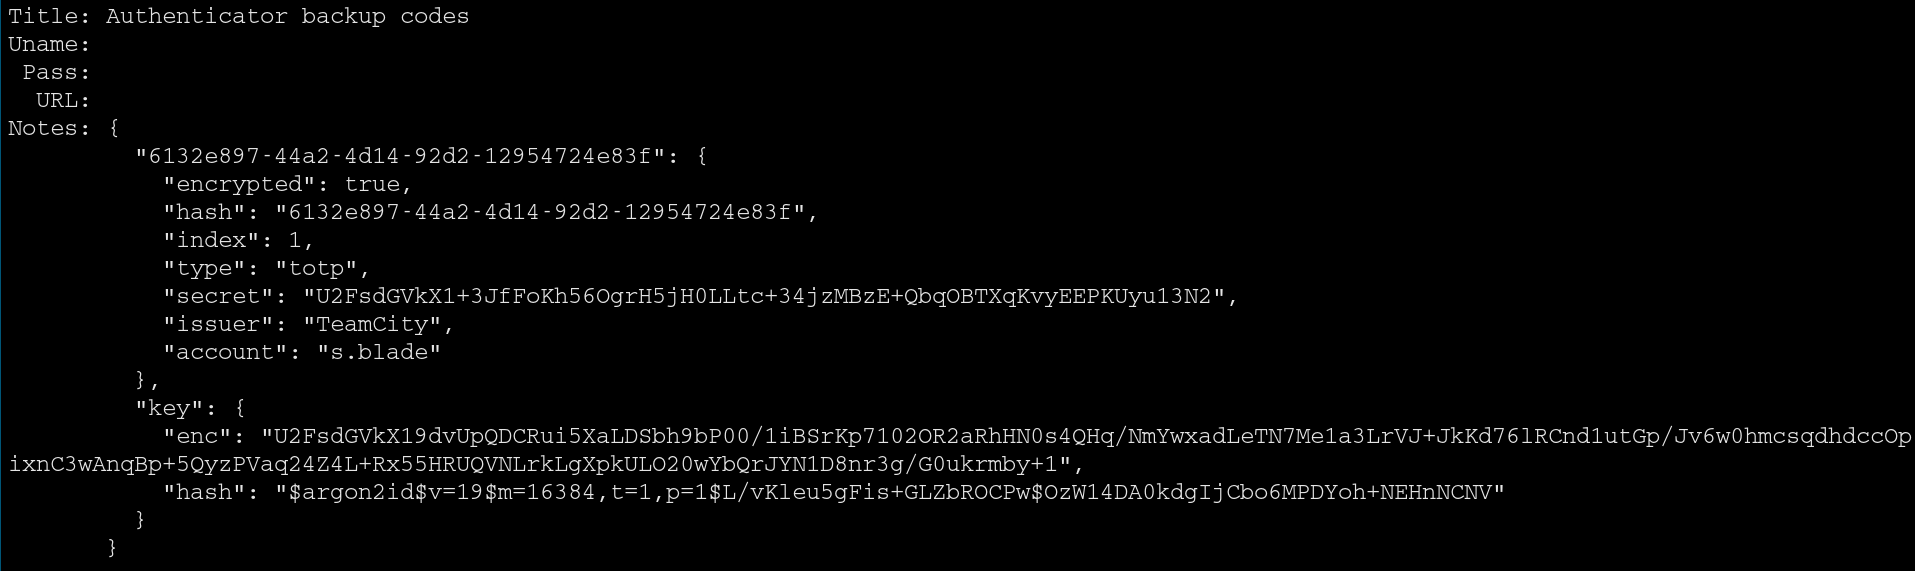 Title: Authenticator backup codes
Uname:
Pass:
URL:
Notes: {
"6132e897-44a2-4d14-92d2-12954724e83f": {
"encrypted": true,
"hash": "6132e897-44a2-4d14-92d2-12954724e83f",
"index": 1,
"type": "totp",
"secret": "U2FsdGVkX1+3JfFoKh56OgrH5jH0LLtc+34jzMBzE+QbqOBTXqKvyEEPKUyu13N2",
"issuer": "TeamCity",
"account": "s.blade"
},
"key": {
"enc": "U2FsdGVkX19dvUpQDCRui5XaLDSbh9bP00/1iBSrKp7102OR2aRhHN0s4QHq/NmYwxadLeTN7Me1a3LrVJ+JkKd76lRCnd1utGp/Jv6w0hmcsqdhdccOp
ixnC3wAnqBp+5QyzPVaq24Z4L+Rx55HRUQVNLrkLgXpkULO20wYbQrJYN1D8nr3g/G0ukrmby+1",
"hash": "$argon2id$v=19$m=16384,t=1,p=1$L/vKleu5gFis+GLZbROCPw$OzW14DA0kdgIjCbo6MPDYoh+NEHnNCNV"
}
}